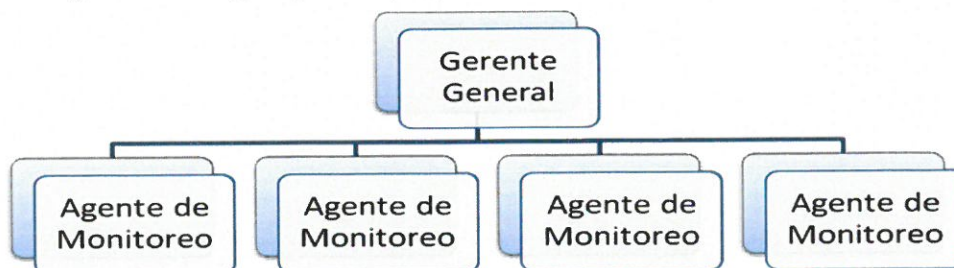 Gerente
General
Agente de
Monitoreo
Agente de
Monitoreo
Agente de
Monitoreo
Agente de
Monitoreo